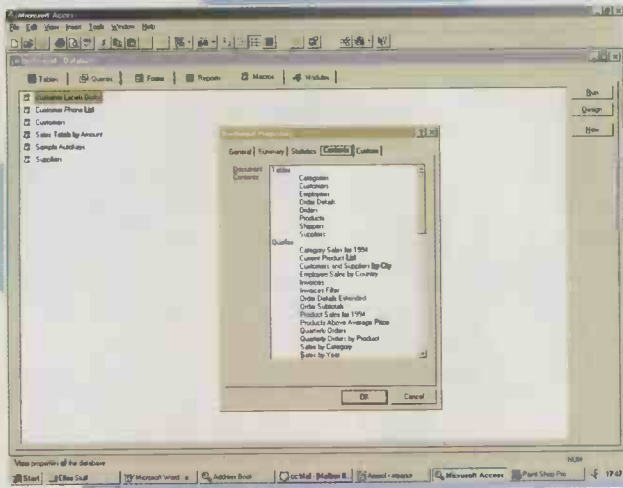 Microsoft Access
File Edit View Insert Tools Window Help
Database
Tables Queries Forms Reports Macros Modules
Run
Design
New
Customer Labels Dialog
Customer Phone List
Customers
Sales Totals by Amount
Sample Autokeys
Suppliers
Properties
General Summary Statistics Contents Custom
Document Contents
Tables
Categories
Customers
Employees
Order Details
Orders
Products
Shippers
Suppliers
Queries
Category Sales for 1994
Current Product List
Customers and Suppliers by City
Employee Sales by Country
Invoices
Invoices Filter
Order Details Extended
Order Subtotals
Product Sales for 1994
Products Above Average Price
Quarterly Orders
Quarterly Orders by Product
Sales by Category
Sales by Year
OK Cancel
View properties of the database
NUM
Start Microsoft Word Address Book cc:Mail Microsoft Access Paint Shop Pro